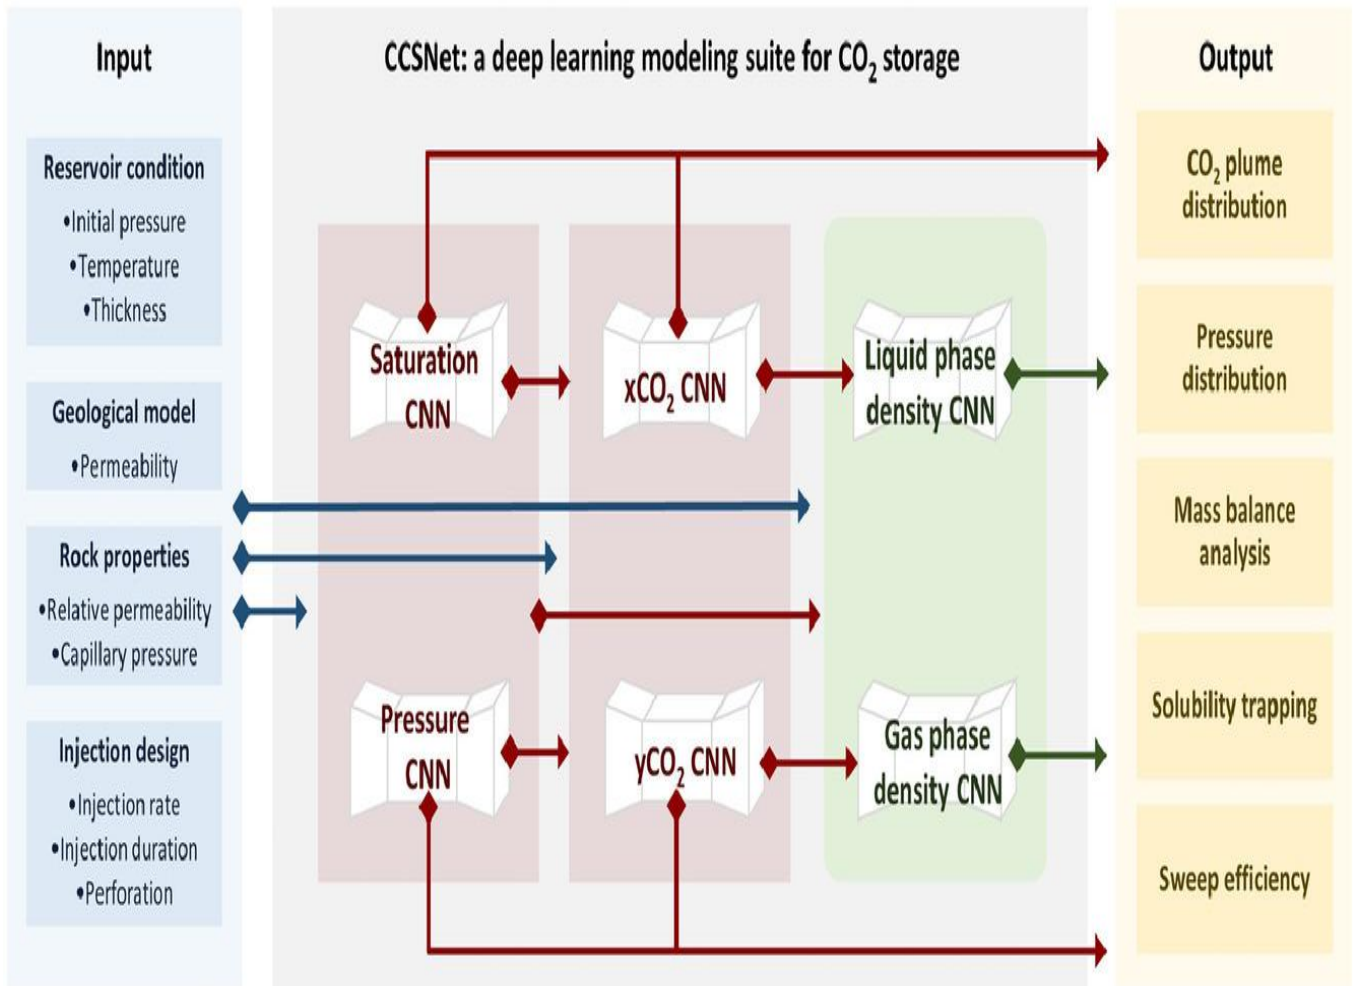 Input
Reservoir condition
•Initial pressure
•Temperature
•Thickness
Geological model
•Permeability
Rock properties
•Relative permeability
•Capillary pressure
Injection design
•Injection rate
•Injection duration
•Perforation
CCSNet: a deep learning modeling suite for CO₂ storage
Saturation
CNN
xCO₂ CNN
Liquid phase
density CNN
Pressure
CNN
yCO₂ CNN
Gas phase
density CNN
Output
CO₂ plume
distribution
Pressure
distribution
Mass balance
analysis
Solubility trapping
Sweep efficiency